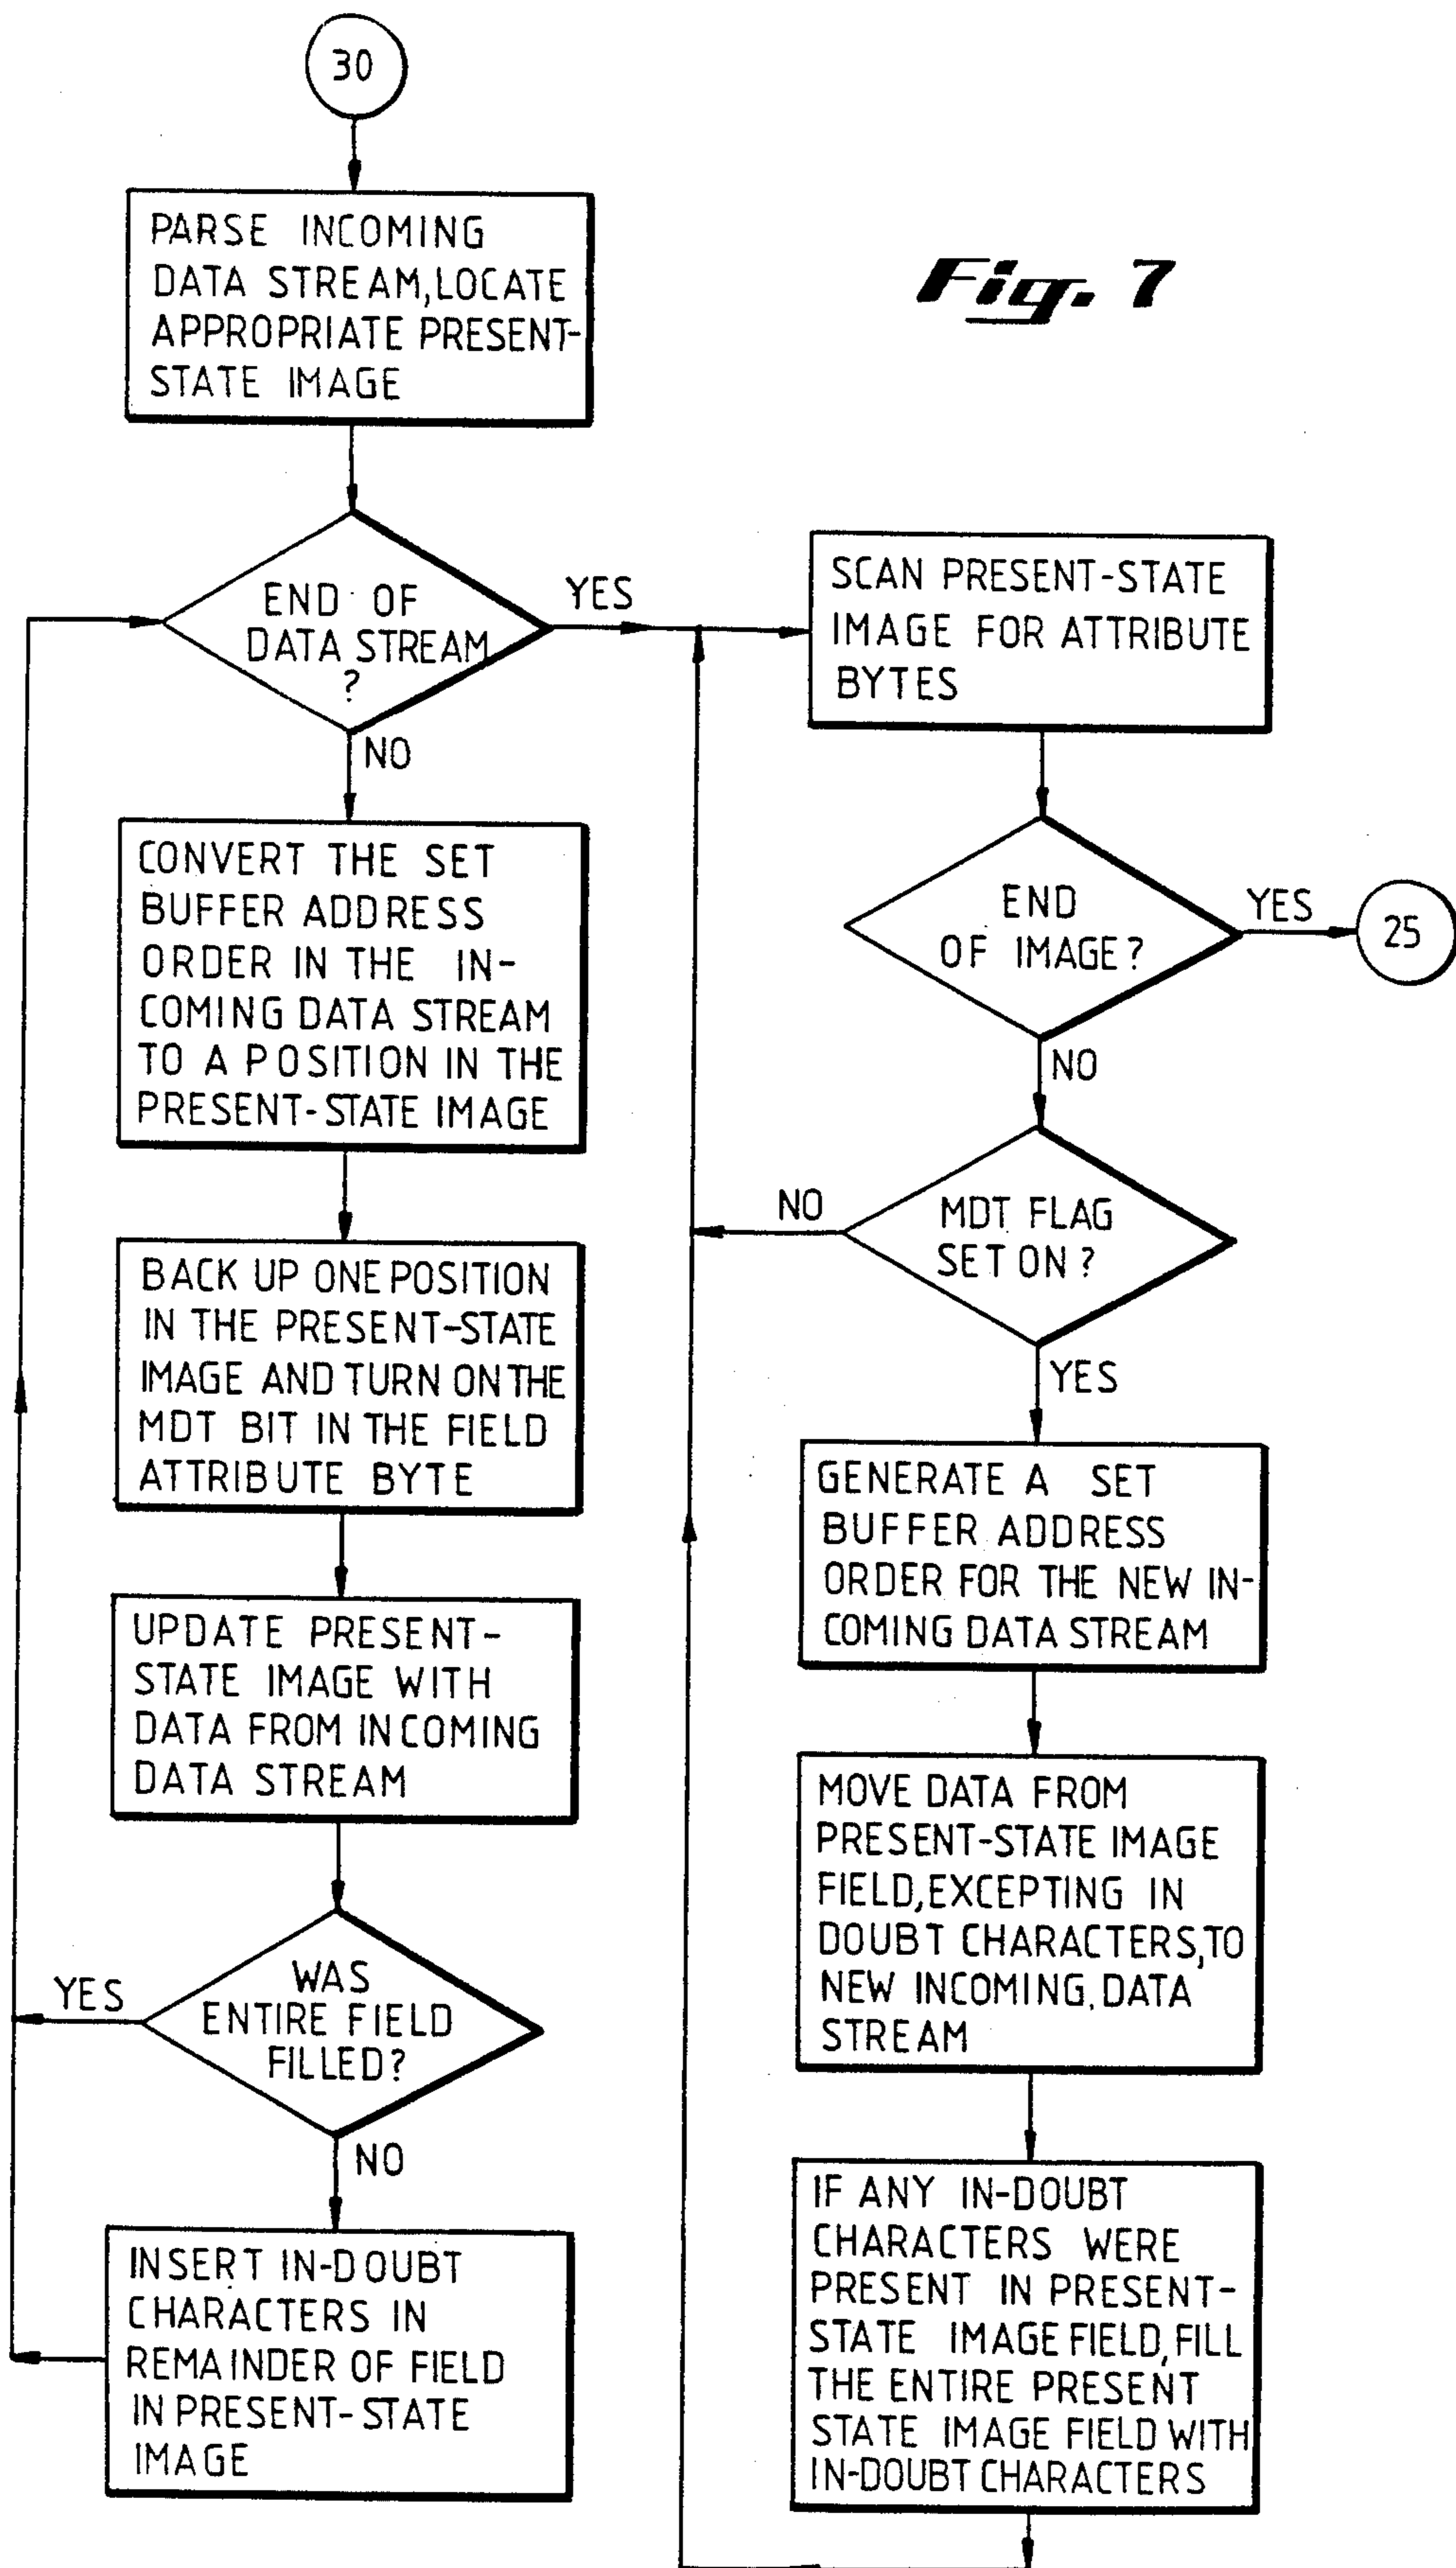 30
PARSE INCOMING
DATA STREAM, LOCATE
APPROPRIATE PRESENT-
STATE IMAGE
Fig. 7
END OF
DATA STREAM
?
YES
NO
CONVERT THE SET
BUFFER ADDRESS
ORDER IN THE IN-
COMING DATA STREAM
TO A POSITION IN THE
PRESENT-STATE IMAGE
BACK UP ONE POSITION
IN THE PRESENT-STATE
IMAGE AND TURN ON THE
MDT BIT IN THE FIELD
ATTRIBUTE BYTE
UPDATE PRESENT-
STATE IMAGE WITH
DATA FROM INCOMING
DATA STREAM
WAS
ENTIRE FIELD
FILLED?
YES
NO
INSERT IN-DOUBT
CHARACTERS IN
REMAINDER OF FIELD
IN PRESENT-STATE
IMAGE
SCAN PRESENT-STATE
IMAGE FOR ATTRIBUTE
BYTES
END
OF IMAGE?
YES
25
NO
MDT FLAG
SET ON?
NO
YES
GENERATE A SET
BUFFER ADDRESS
ORDER FOR THE NEW IN-
COMING DATA STREAM
MOVE DATA FROM
PRESENT-STATE IMAGE
FIELD, EXCEPTING IN
DOUBT CHARACTERS, TO
NEW INCOMING, DATA
STREAM
IF ANY IN-DOUBT
CHARACTERS WERE
PRESENT IN PRESENT-
STATE IMAGE FIELD, FILL
THE ENTIRE PRESENT
STATE IMAGE FIELD WITH
IN-DOUBT CHARACTERS